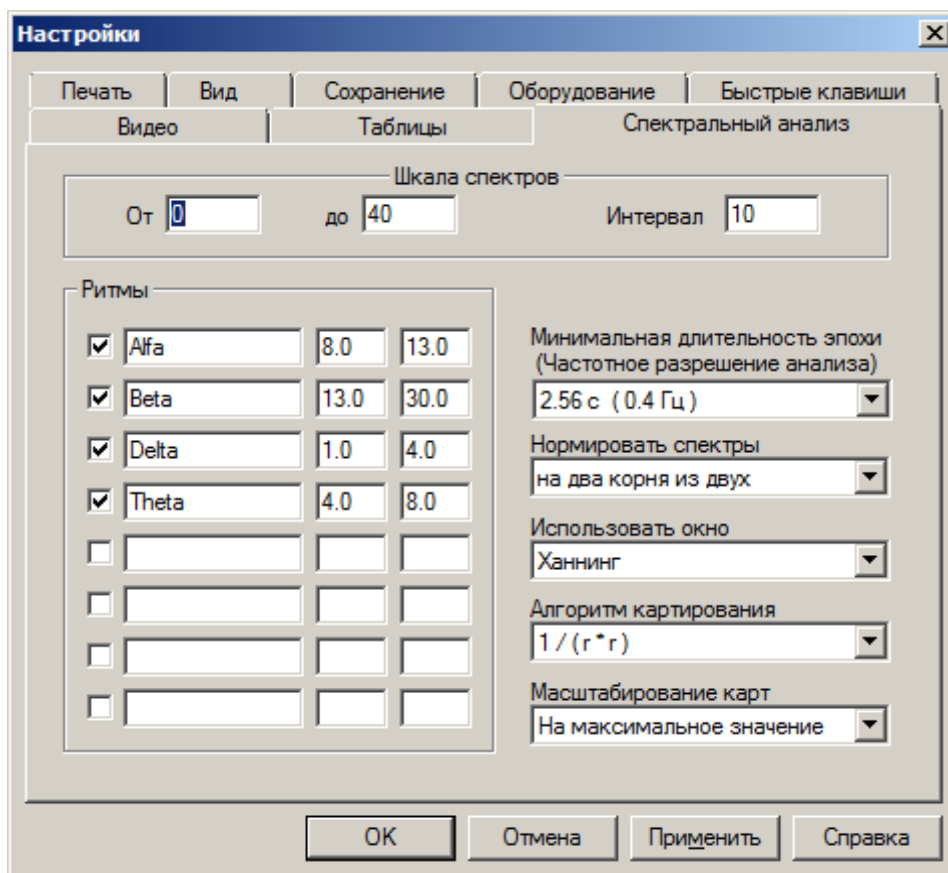 Настройки
Печать Вид Сохранение Оборудование Быстрые клавиши
Видео Таблицы Спектральный анализ
Шкала спектров
От 0 до 40 Интервал 10
Ритмы
Alfa 8.0 13.0
Beta 13.0 30.0
Delta 1.0 4.0
Theta 4.0 8.0
Минимальная длительность эпохи
(Частотное разрешение анализа)
2.56 с ( 0.4 Гц )
Нормировать спектры
на два корня из двух
Использовать окно
Ханнинг
Алгоритм картирования
1 / ( r * r )
Масштабирование карт
На максимальное значение
OK Отмена Применить Справка